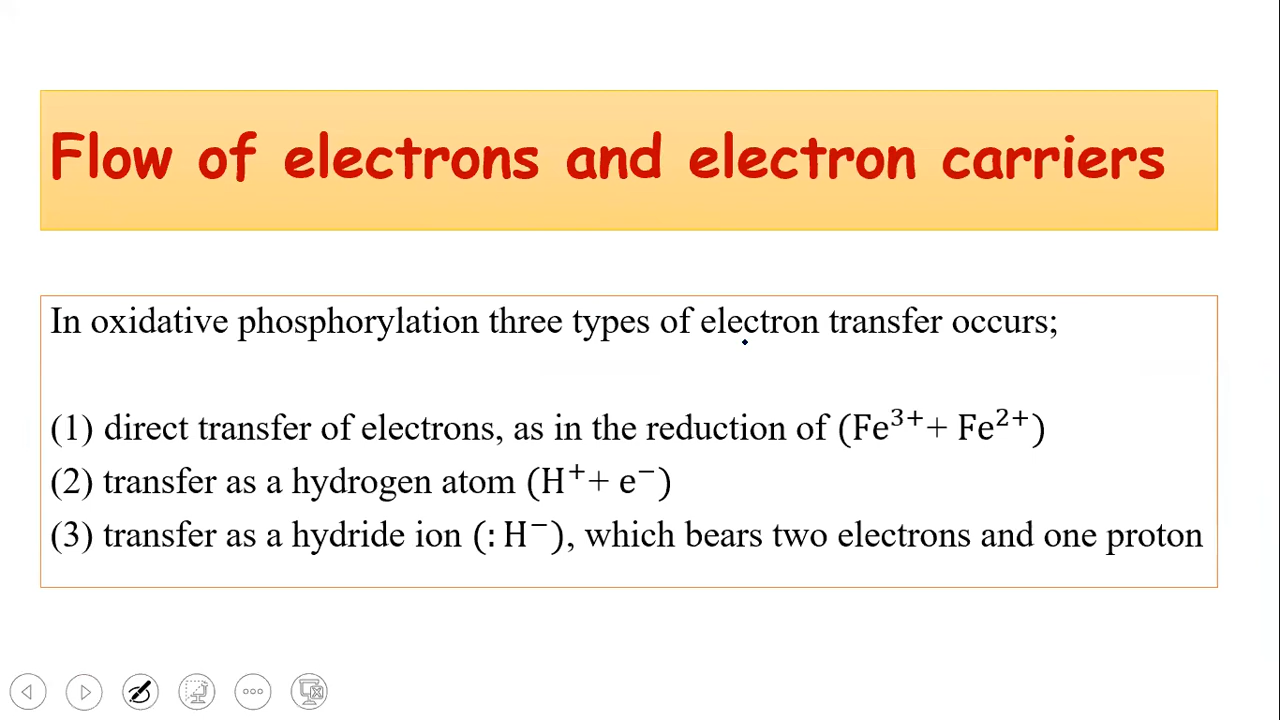 Flow of electrons and electron carriers
In oxidative phosphorylation three types of electron transfer occurs;
(1) direct transfer of electrons, as in the reduction of (Fe³⁺+ Fe²⁺)
(2) transfer as a hydrogen atom (H⁺+ e⁻)
(3) transfer as a hydride ion (:H⁻), which bears two electrons and one proton